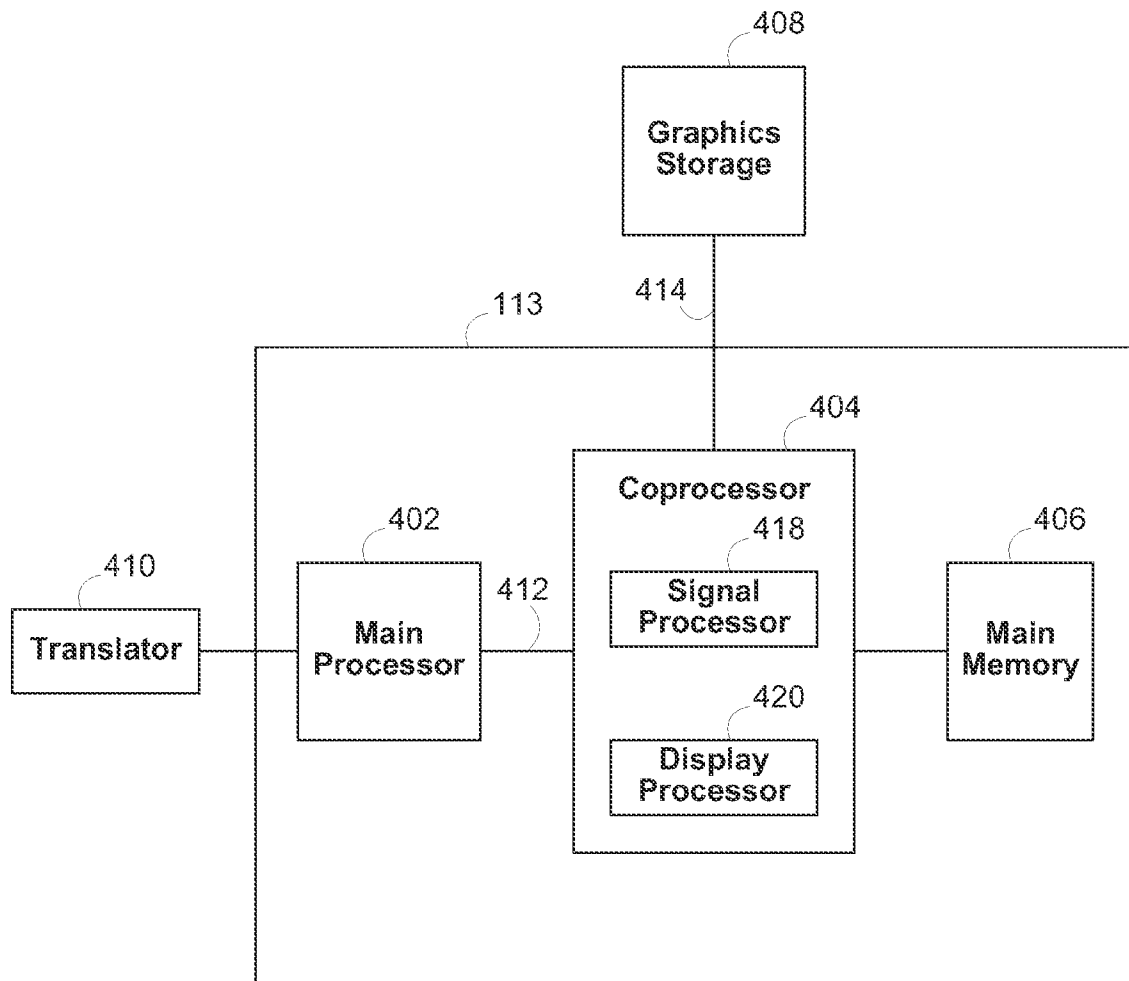 408
Graphics
Storage
414
113
404
Coprocessor
402
418
406
410
412
Signal
Processor
Translator
Main
Processor
Main
Memory
420
Display
Processor